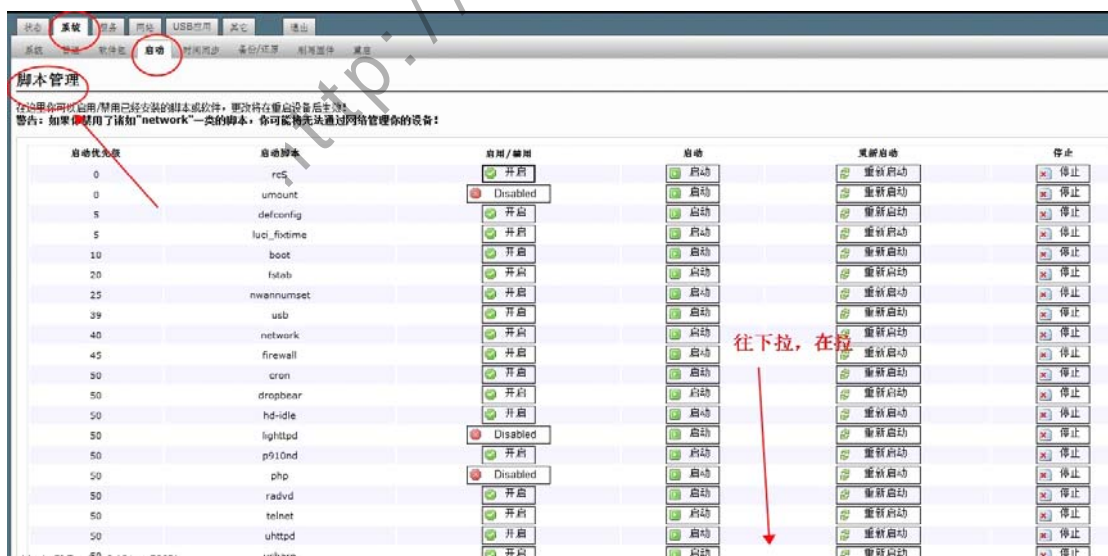 状态 系统 服务 网络 USB应用 其它 退出
系统 管理 软件包 启动 时间同步 备份/还原 刷写固件 重启
脚本管理
在这里你可以启用/禁用已经安装的脚本或软件，更改将在重启设备后生效!
警告：如果你禁用了诸如"network"一类的脚本，你可能将无法通过网络管理你的设备！
启动优先级 启动脚本 启用/禁用 启动 重新启动 停止
0 rcS 开启 启动 重新启动 停止
0 umount Disabled 启动 重新启动 停止
5 defconfig 开启 启动 重新启动 停止
5 luci_fixtime 开启 启动 重新启动 停止
10 boot 开启 启动 重新启动 停止
20 fstab 开启 启动 重新启动 停止
25 nwannumset 开启 启动 重新启动 停止
39 usb 开启 启动 重新启动 停止
40 network 开启 启动 重新启动 停止
往下拉，在拉
45 firewall 开启 启动 重新启动 停止
50 cron 开启 启动 重新启动 停止
50 dropbear 开启 启动 重新启动 停止
50 hd-idle 开启 启动 重新启动 停止
50 lighttpd Disabled 启动 重新启动 停止
50 p910nd 开启 启动 重新启动 停止
50 php Disabled 启动 重新启动 停止
50 radvd 开启 启动 重新启动 停止
50 telnet 开启 启动 重新启动 停止
50 uhttpd 开启 启动 重新启动 停止
50 开启 启动 重新启动 停止